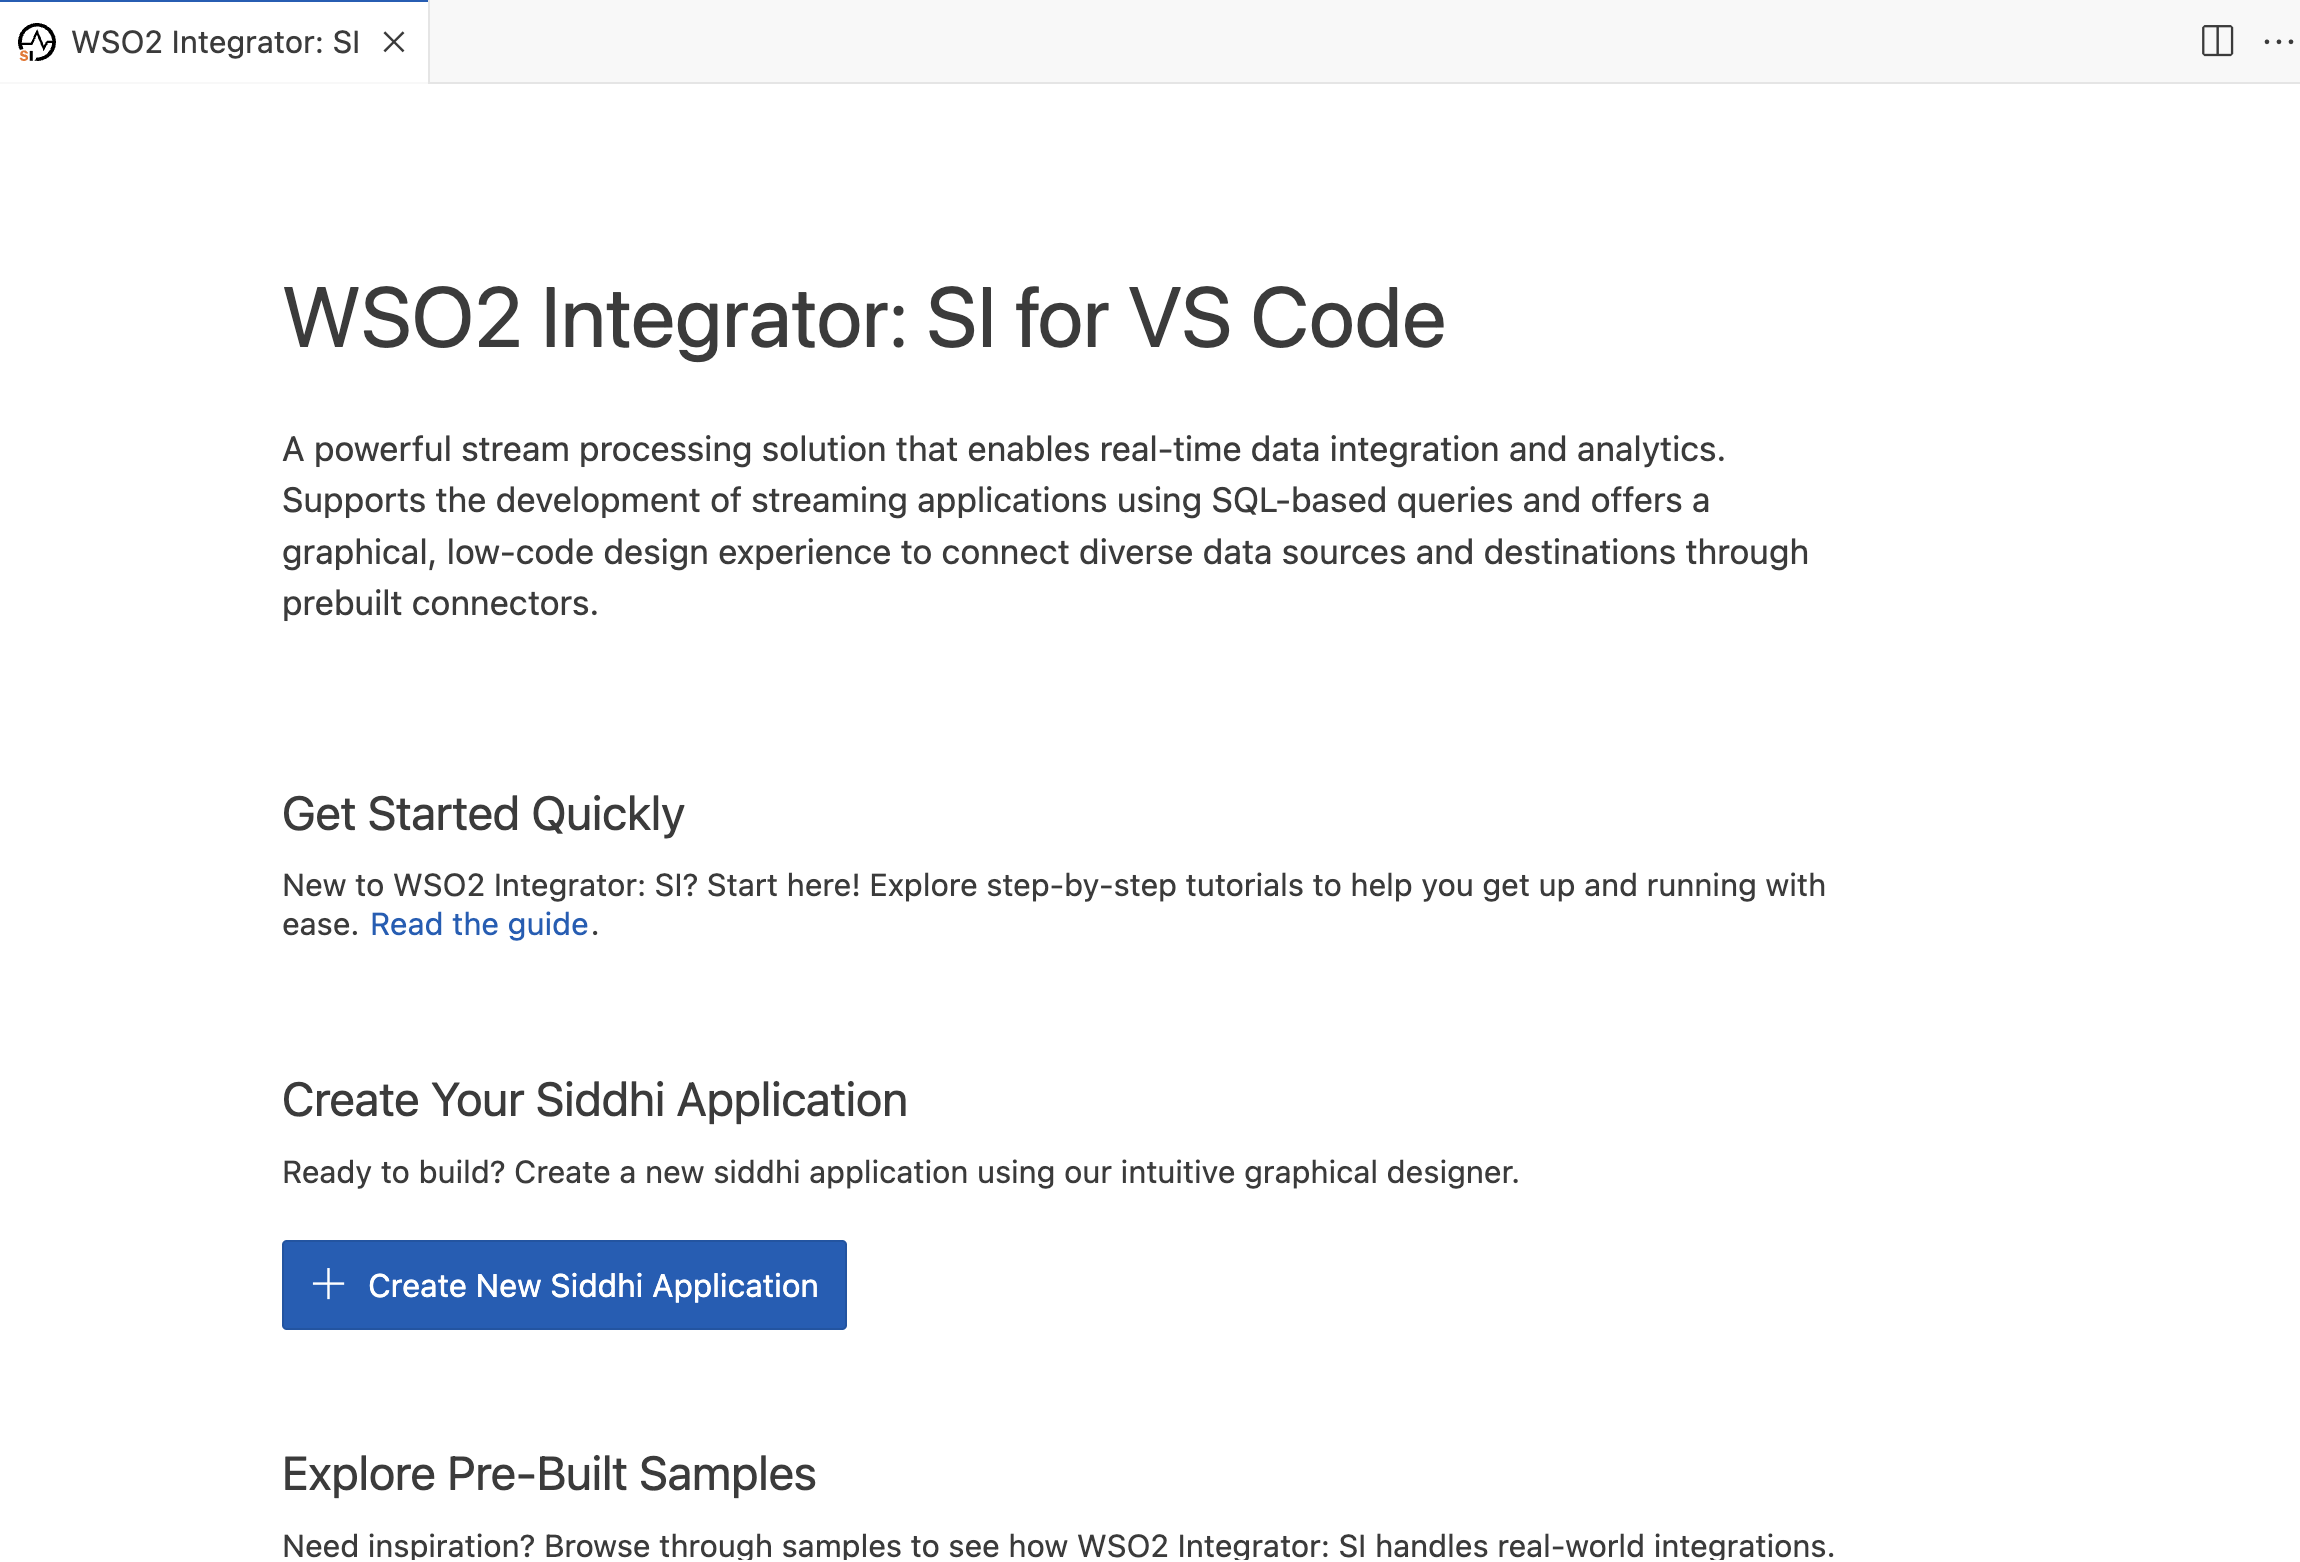 WSO2 Integrator: SI
WSO2 Integrator: SI for VS Code
A powerful stream processing solution that enables real-time data integration and analytics.
Supports the development of streaming applications using SQL-based queries and offers a
graphical, low-code design experience to connect diverse data sources and destinations through
prebuilt connectors.
Get Started Quickly
New to WSO2 Integrator: SI? Start here! Explore step-by-step tutorials to help you get up and running with
ease. Read the guide.
Create Your Siddhi Application
Ready to build? Create a new siddhi application using our intuitive graphical designer.
Create New Siddhi Application
Explore Pre-Built Samples
Need inspiration? Browse through samples to see how WSO2 Integrator: SI handles real-world integrations.